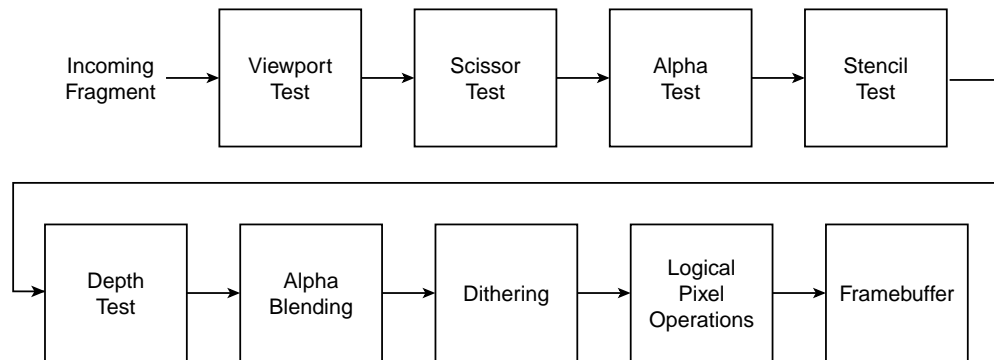 Incoming
Fragment
Viewport
Test
Scissor
Test
Alpha
Test
Stencil
Test
Depth
Test
Alpha
Blending
Dithering
Logical
Pixel
Operations
Framebuffer